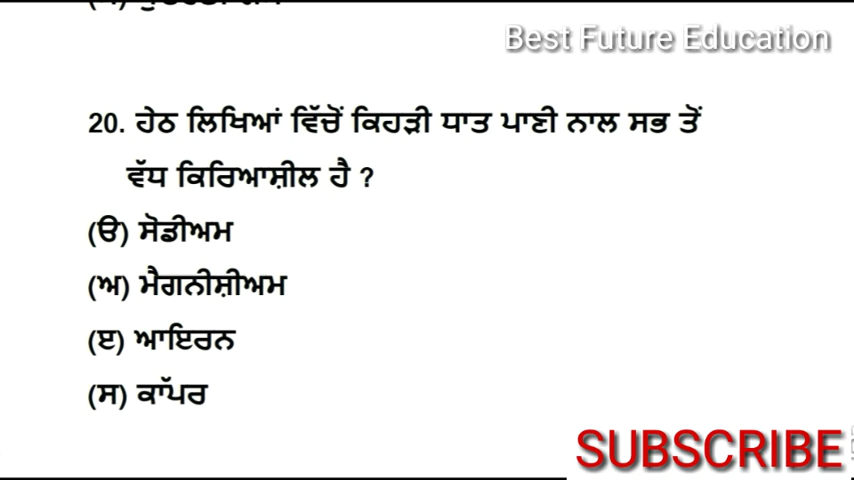 Best Future Education
20. ਹੇਠ ਲਿਖਿਆਂ ਵਿੱਚੋਂ ਕਿਹੜੀ ਧਾਤ ਪਾਣੀ ਨਾਲ ਸਭ ਤੋਂ
ਵੱਧ ਕਿਰਿਆਸ਼ੀਲ ਹੈ ?
(ੳ) ਸੋਡੀਅਮ
(ਅ) ਮੈਗਨੀਸ਼ੀਅਮ
(ੲ) ਆਇਰਨ
(ਸ) ਕਾੱਪਰ
SUBSCRIBE